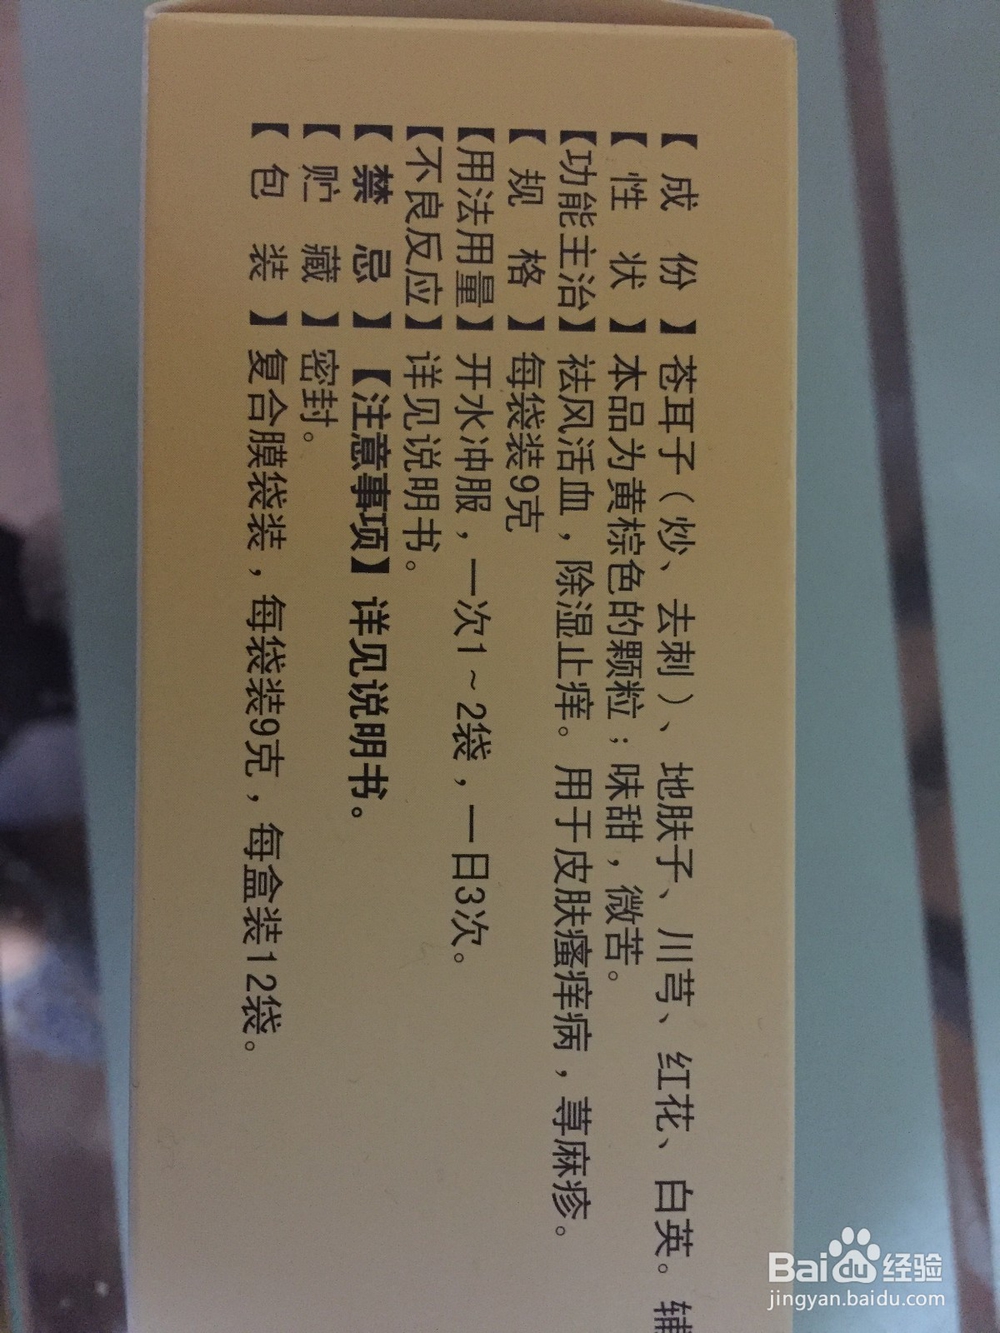 【成份】苍耳子（炒、去刺）、地肤子、川芎、红花、白英。辅
【性状】本品为黄棕色的颗粒；味甜，微苦。
【功能主治】祛风活血，除湿止痒。用于皮肤瘙痒病，荨麻疹。
【规格】每袋装9克
【用法用量】开水冲服，一次1~2袋，一日3次。
【不良反应】详见说明书。
【禁忌】【注意事项】详见说明书。
【贮藏】密封。
【包装】复合膜袋装，每袋装9克，每盒装12袋。
Baidu经验
jingyan.baidu.com